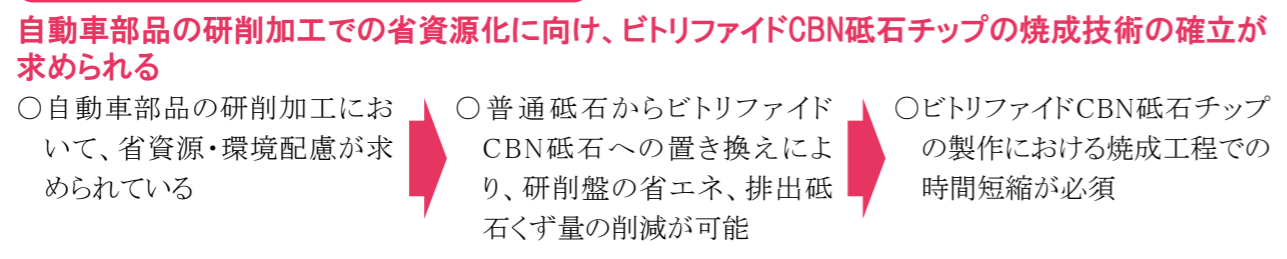 自動車部品の研削加工での省資源化に向け、ビトリファイドCBN砥石チップの焼成技術の確立が
求められる
○自動車部品の研削加工にお
いて、省資源・環境配慮が求
められている
○普通砥石からビトリファイド
CBN砥石への置き換えによ
り、研削盤の省エネ、排出砥
石くず量の削減が可能
○ビトリファイドCBN砥石チップ
の製作における焼成工程での
時間短縮が必須